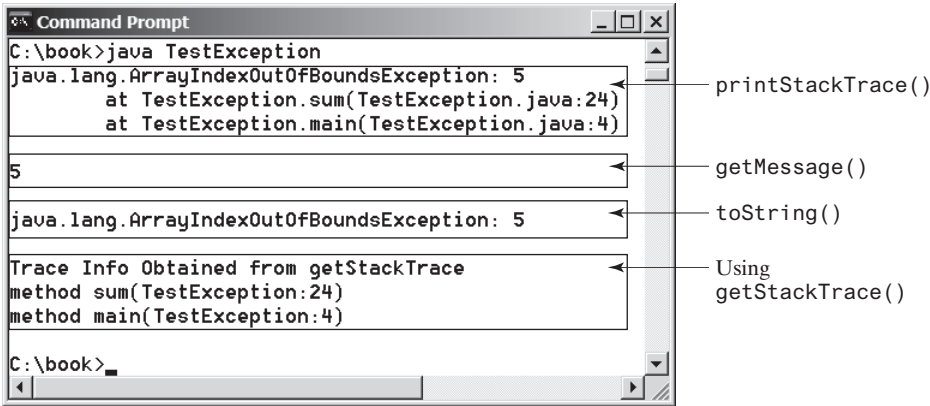 Command Prompt
C:\book>java TestException
java.lang.ArrayIndexOutOfBoundsException: 5
at TestException.sum(TestException.java:24)
at TestException.main(TestException.java:4)
printStackTrace()
5
getMessage()
java.lang.ArrayIndexOutOfBoundsException: 5
toString()
Trace Info Obtained from getStackTrace
method sum(TestException:24)
method main(TestException:4)
Using
getStackTrace()
C:\book>_